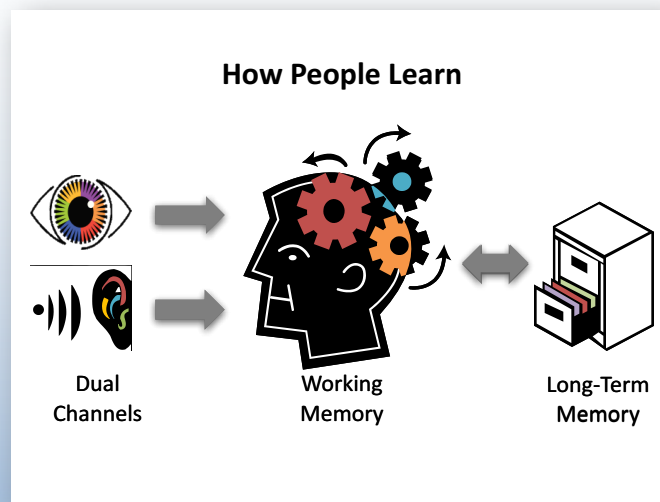 How People Learn
Dual
Channels
Working
Memory
Long-Term
Memory